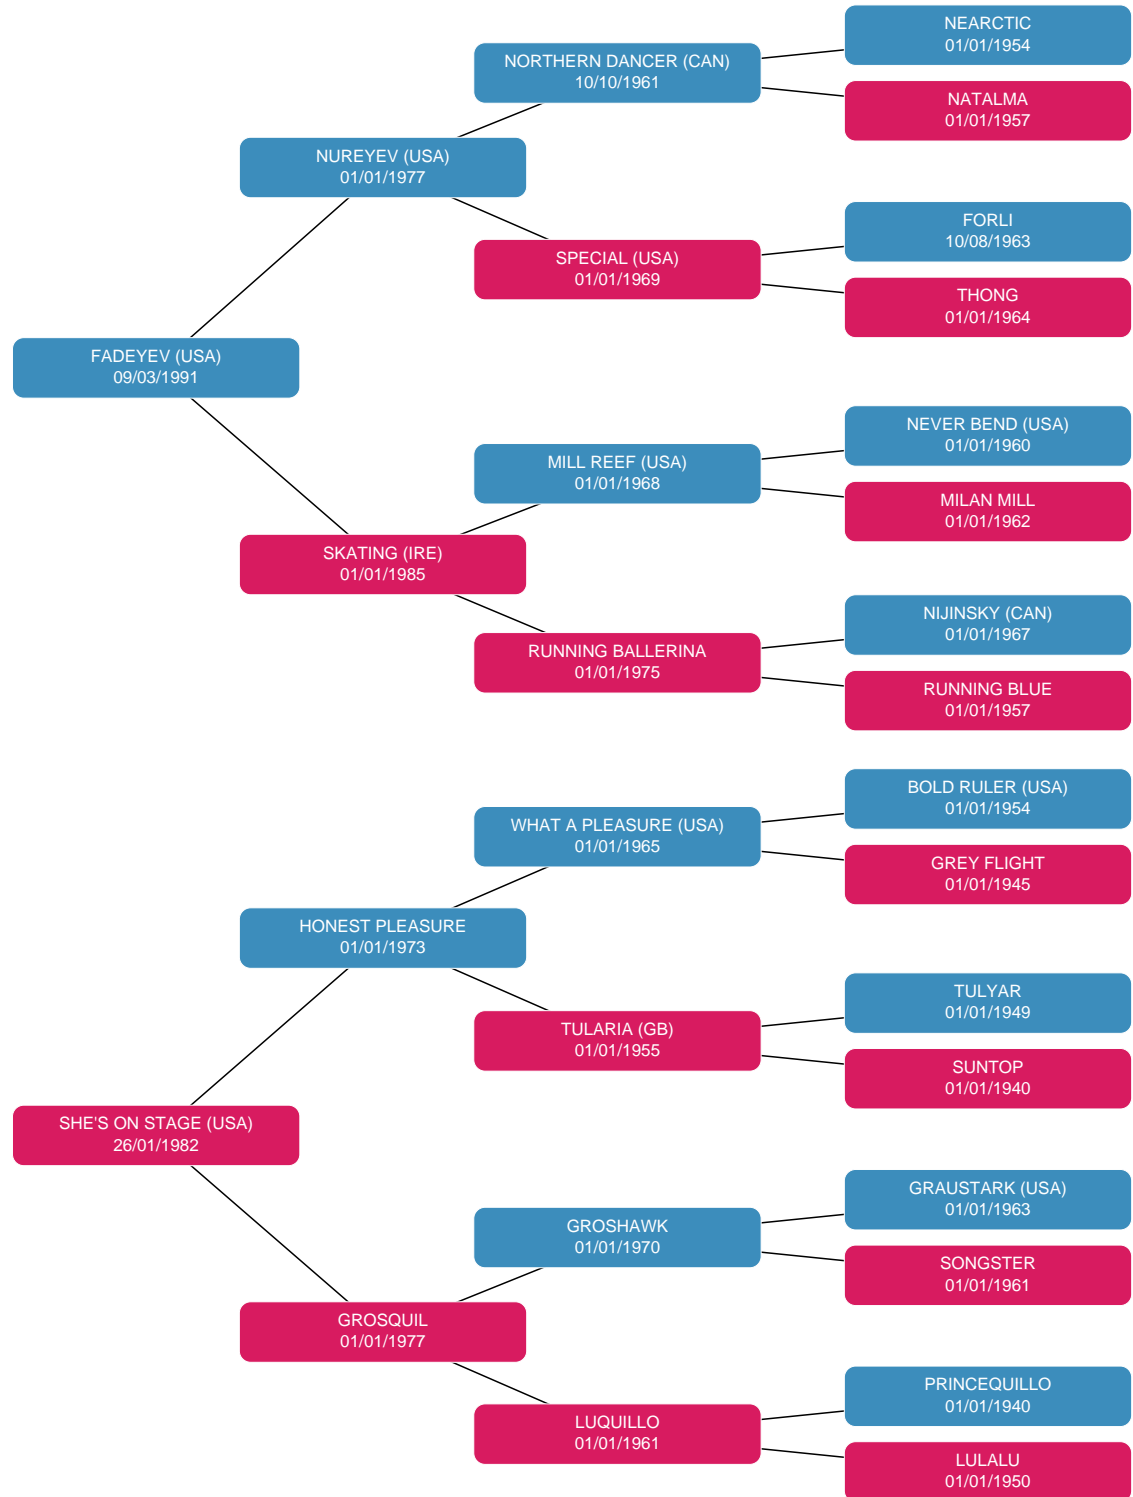 NEARCTIC
01/01/1954
NORTHERN DANCER (CAN)
10/10/1961
NATALMA
01/01/1957
NUREYEV (USA)
01/01/1977
FORLI
10/08/1963
SPECIAL (USA)
01/01/1969
THONG
01/01/1964
FADEYEV (USA)
09/03/1991
NEVER BEND (USA)
01/01/1960
MILL REEF (USA)
01/01/1968
MILAN MILL
01/01/1962
SKATING (IRE)
01/01/1985
NIJINSKY (CAN)
01/01/1967
RUNNING BALLERINA
01/01/1975
RUNNING BLUE
01/01/1957
BOLD RULER (USA)
01/01/1954
WHAT A PLEASURE (USA)
01/01/1965
GREY FLIGHT
01/01/1945
HONEST PLEASURE
01/01/1973
TULYAR
01/01/1949
TULARIA (GB)
01/01/1955
SUNTOP
01/01/1940
SHE'S ON STAGE (USA)
26/01/1982
GRAUSTARK (USA)
01/01/1963
GROSHAWK
01/01/1970
SONGSTER
01/01/1961
GROSQUIL
01/01/1977
PRINCEQUILLO
01/01/1940
LUQUILLO
01/01/1961
LULALU
01/01/1950